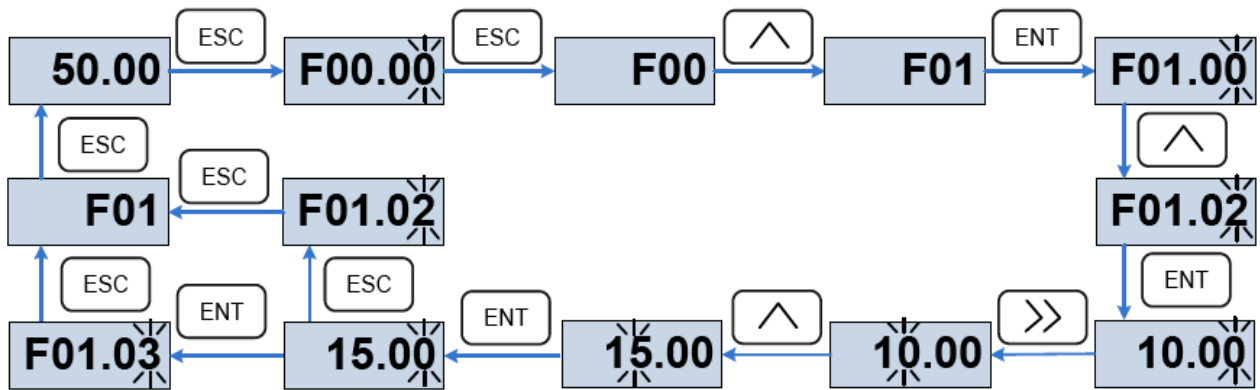 ESC ESC ENT
50.00 F00.00 F00 F01 F01.00
ESC ESC
F01 F01.02 F01.02
ESC ENT ESC ENT ENT
F01.03 15.00 15.00 10.00 10.00